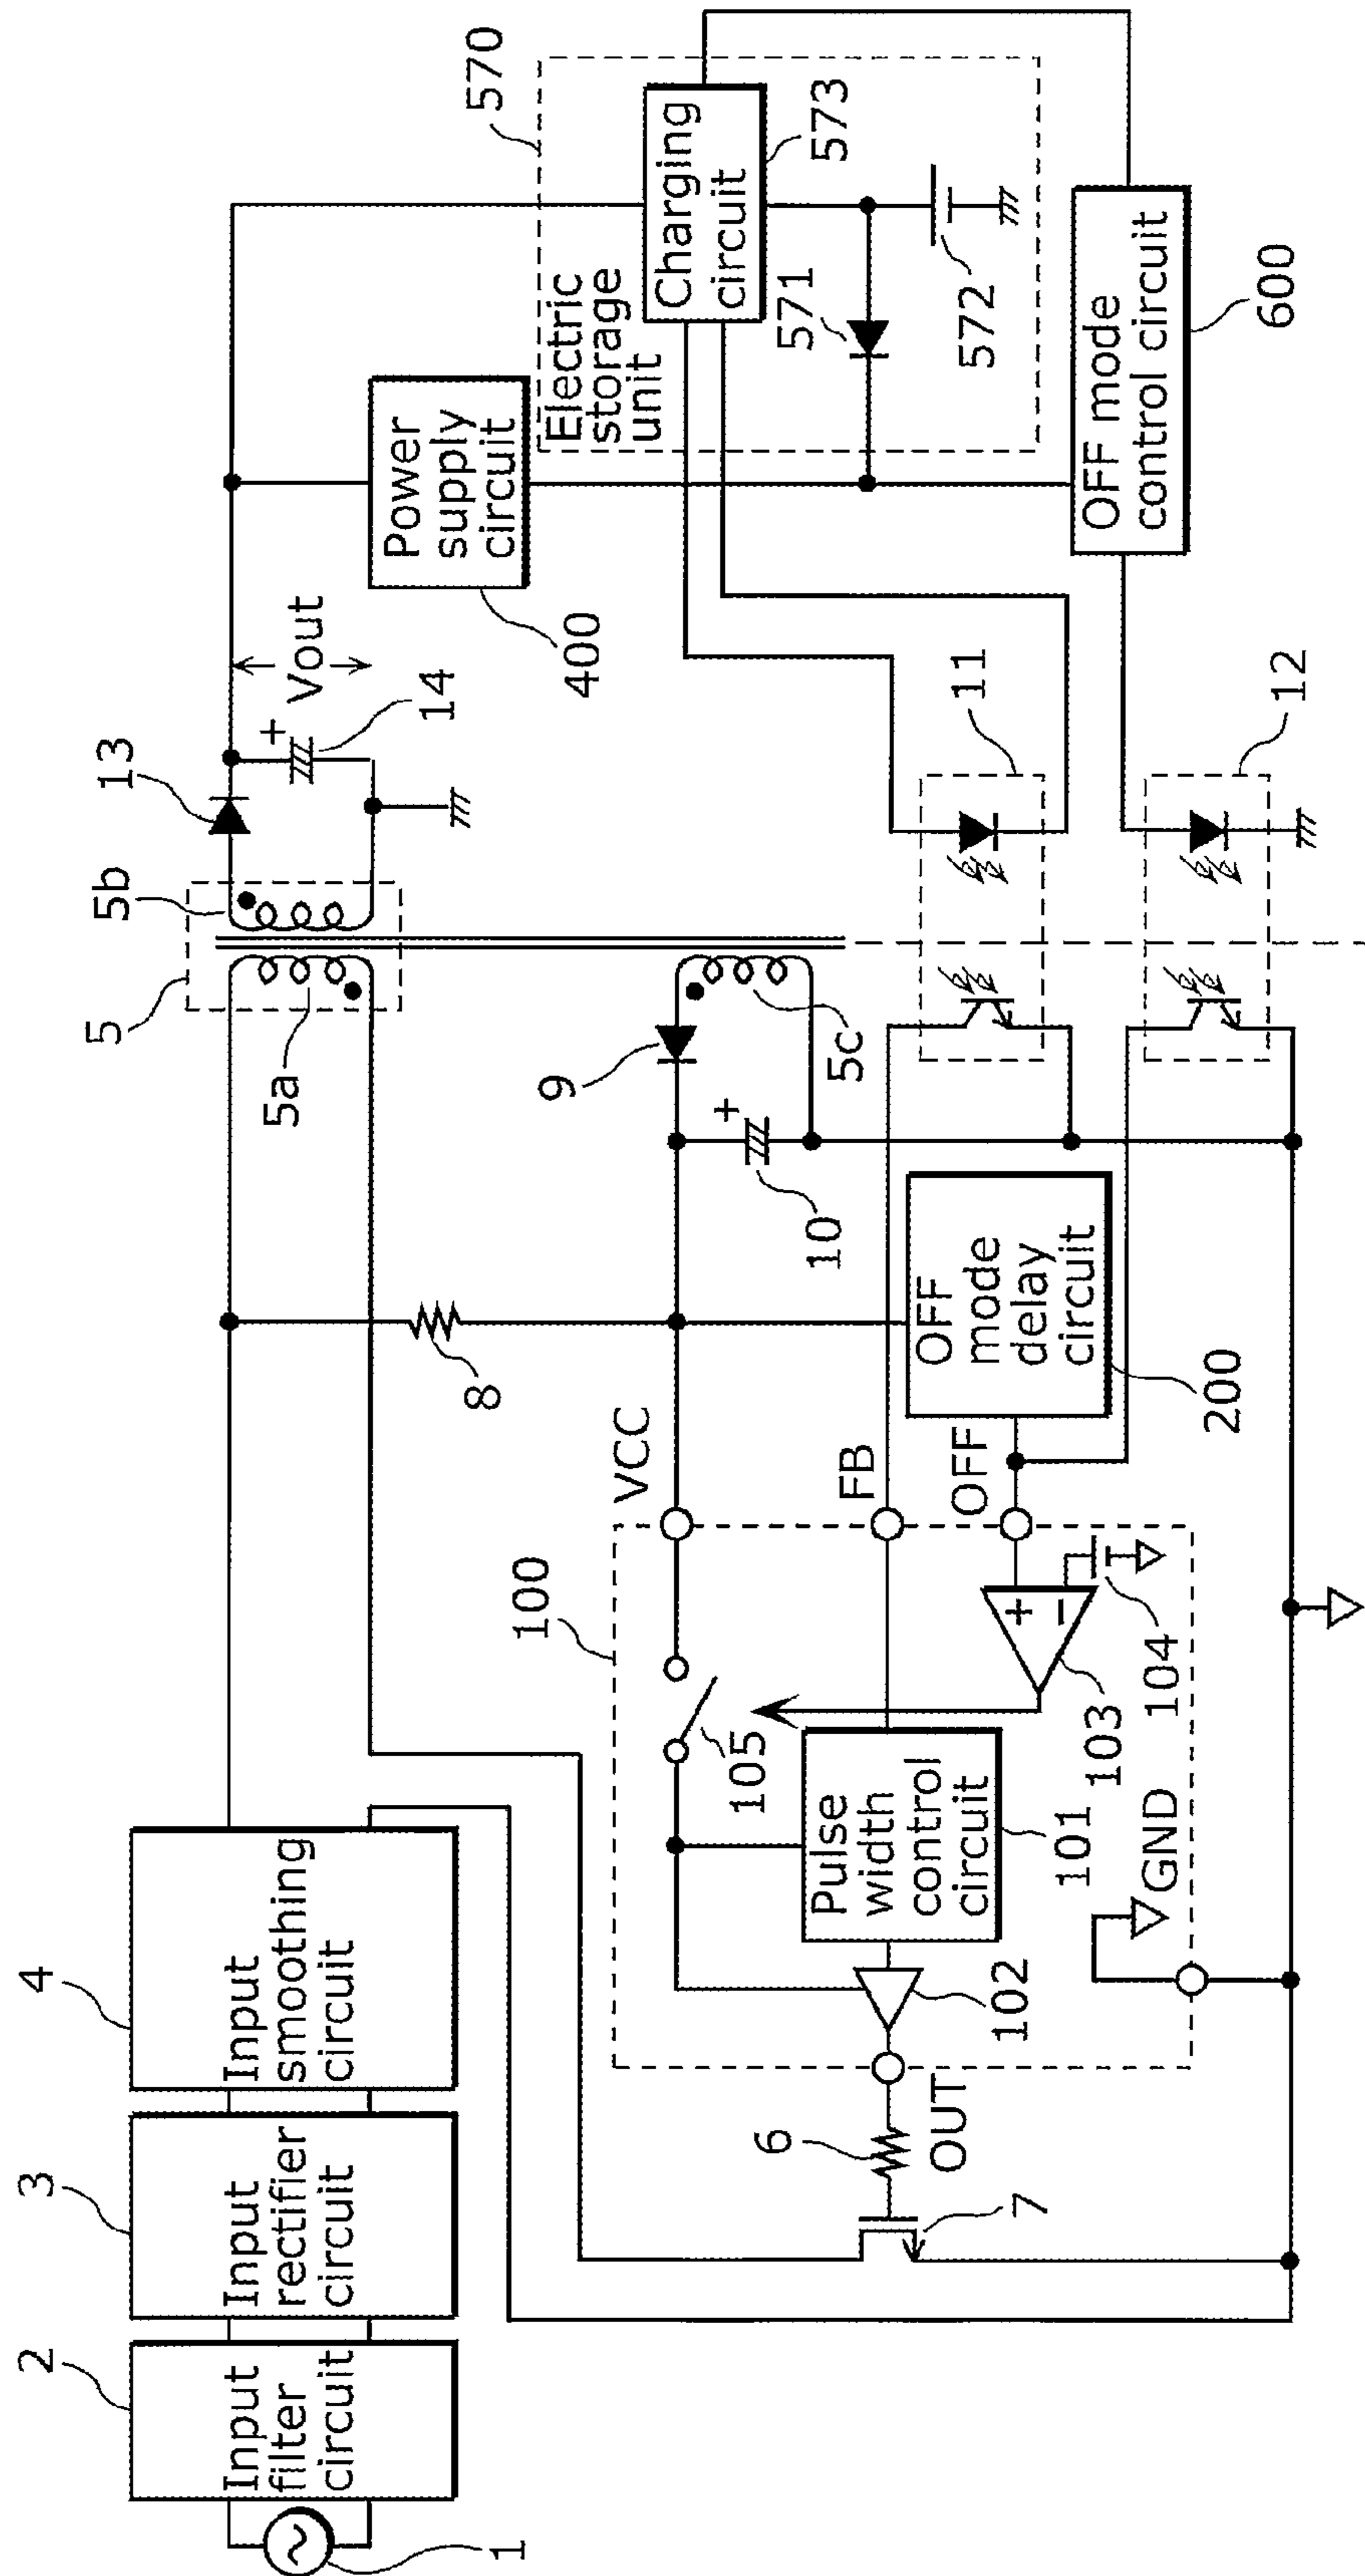 1
2
Input
filter
circuit
3
Input
rectifier
circuit
4
Input
smoothing
circuit
5
5a
5b
13
+
14
Vout
Power
supply
circuit
400
570
Electric
storage
unit
Charging
circuit
573
571
572
OFF mode
control circuit
600
8
9
+
10
5c
11
12
VCC
FB
OFF
OFF
mode
delay
circuit
200
100
105
Pulse
width
control
circuit
101
102
+
−
103
104
GND
OUT
6
7